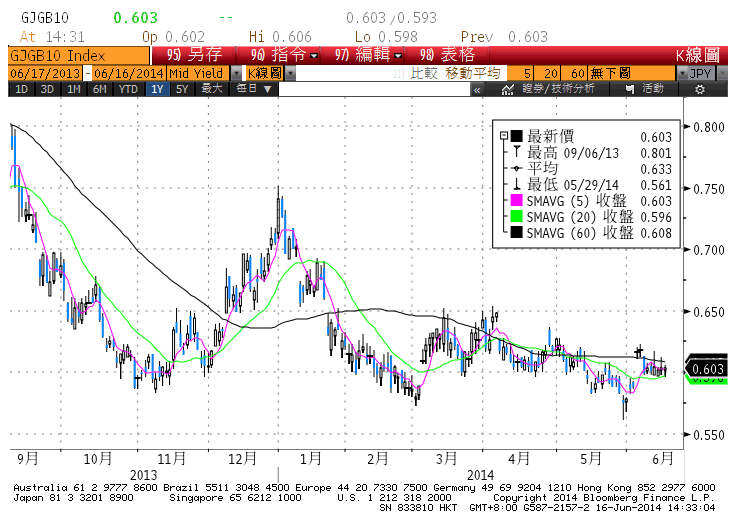 GJGB10 0.603 -- 0.603/0.593
At 14:31 Op 0.602 Hi 0.606 Lo 0.598 Prev 0.603
GJGB10 Index 95) 另存 96) 指令 97) 編輯 98) 表格 K線圖
06/17/2013 - 06/16/2014 Mid Yield K線圖 11) 比較 移動平均 5 20 60 無下圖 JPY
1D 3D 1M 6M YTD 1Y 5Y 最大 每日 ▼ « 證券/技術分析 活動
最新價 0.603
最高 09/06/13 0.801
平均 0.633
最低 05/29/14 0.561
SMAVG (5) 收盤 0.603
SMAVG (20) 收盤 0.596
SMAVG (60) 收盤 0.608
0.800
0.750
0.700
0.650
0.603
0.550
9月 10月 11月 12月 1月 2月 3月 4月 5月 6月
2013 2014
Australia 61 2 9777 8600 Brazil 5511 3048 4500 Europe 44 20 7330 7500 Germany 49 69 9204 1210 Hong Kong 852 2977 6000
Japan 81 3 3201 8900 Singapore 65 6212 1000 U.S. 1 212 318 2000 Copyright 2014 Bloomberg Finance L.P.
SN 833810 HKT GMT+8:00 G587-2157-2 16-Jun-2014 14:33:04